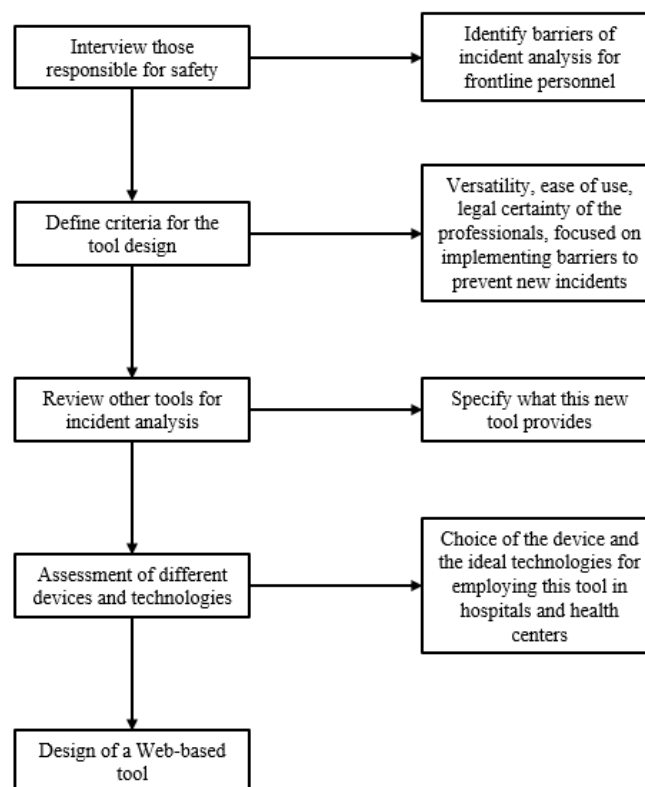 Interview those
responsible for safety
Identify barriers of
incident analysis for
frontline personnel
Define criteria for the
tool design
Versatility, ease of use,
legal certainty of the
professionals, focused on
implementing barriers to
prevent new incidents
Review other tools for
incident analysis
Specify what this new
tool provides
Assessment of different
devices and technologies
Choice of the device and
the ideal technologies for
employing this tool in
hospitals and health
centers
Design of a Web-based
tool